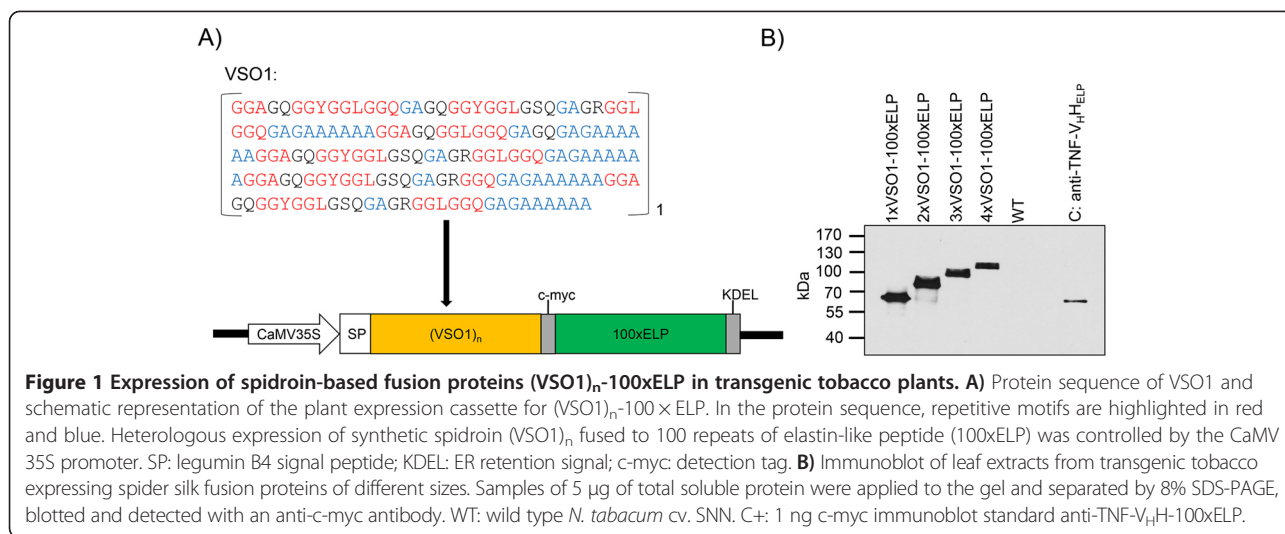 A)
VSO1:
GGAGQGGYGGLGGQGAGQGGYGGLGSQGAGRGGL
GGQGAGAAAAAAGGAGQGGLGGQGAGQGAGAAAA
AAGGAGQGGYGGLGSQGAGRGGLGGQGAGAAAAA
AGGAGQGGYGGLGSQGAGRGGQGAGAAAAAAGGA
GQGGYGGLGSQGAGRGGLGGQGAGAAAAAA
1
c-myc
KDEL
CaMV35S
SP
(VSO1)n
100xELP
B)
1xVSO1-100xELP
2xVSO1-100xELP
3xVSO1-100xELP
4xVSO1-100xELP
WT
C: anti-TNF-VHHELP
kDa
170
130
100
70
55
40
Figure 1 Expression of spidroin-based fusion proteins (VSO1)n-100xELP in transgenic tobacco plants. A) Protein sequence of VSO1 and
schematic representation of the plant expression cassette for (VSO1)n-100 × ELP. In the protein sequence, repetitive motifs are highlighted in red
and blue. Heterologous expression of synthetic spidroin (VSO1)n fused to 100 repeats of elastin-like peptide (100xELP) was controlled by the CaMV
35S promoter. SP: legumin B4 signal peptide; KDEL: ER retention signal; c-myc: detection tag. B) Immunoblot of leaf extracts from transgenic tobacco
expressing spider silk fusion proteins of different sizes. Samples of 5 μg of total soluble protein were applied to the gel and separated by 8% SDS-PAGE,
blotted and detected with an anti-c-myc antibody. WT: wild type N. tabacum cv. SNN. C+: 1 ng c-myc immunoblot standard anti-TNF-VHH-100xELP.